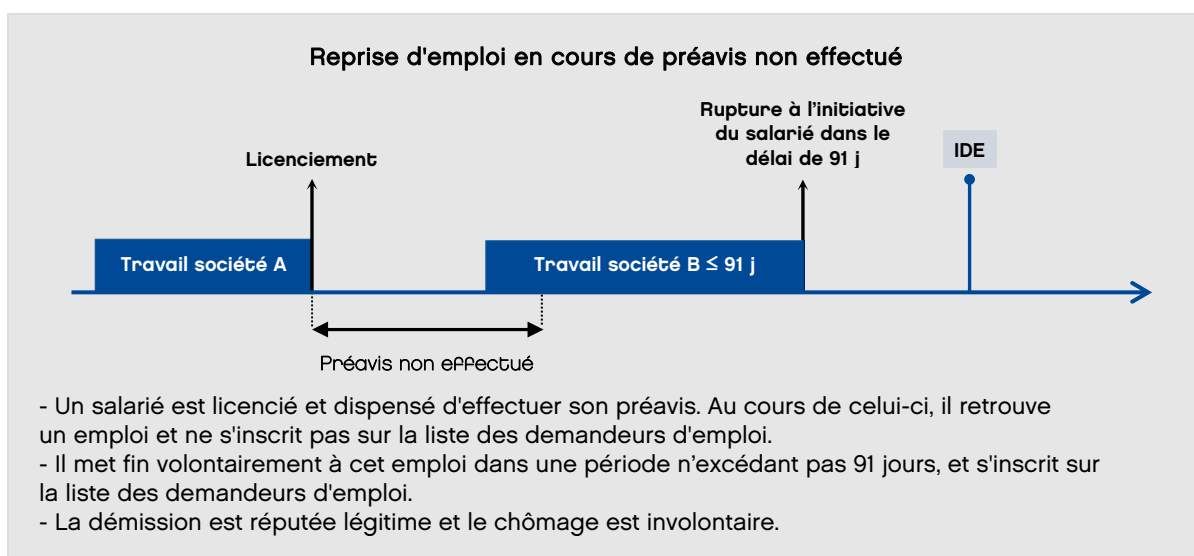 Reprise d'emploi en cours de préavis non effectué
Rupture à l'initiative
du salarié dans le
délai de 91 j
IDE
Licenciement
Travail société A
Travail société B ≤ 91 j
Préavis non effectué
- Un salarié est licencié et dispensé d'effectuer son préavis. Au cours de celui-ci, il retrouve
un emploi et ne s'inscrit pas sur la liste des demandeurs d'emploi.
- Il met fin volontairement à cet emploi dans une période n’excédant pas 91 jours, et s'inscrit sur
la liste des demandeurs d'emploi.
- La démission est réputée légitime et le chômage est involontaire.